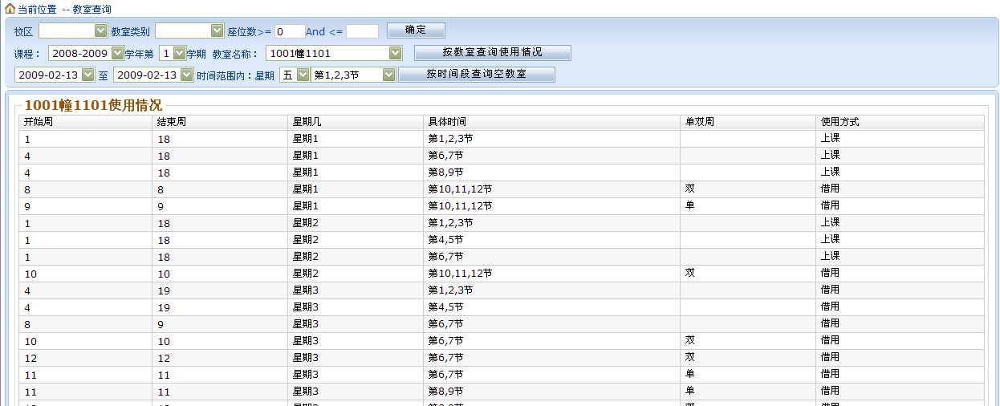 当前位置 -- 教室查询
校区 教室类别 座位数>= 0 And <= 确定
课程： 2008-2009 学年第 1 学期 教室名称： 1001幢1101 按教室查询使用情况
2009-02-13 至 2009-02-13 时间范围内：星期 五 第1,2,3节 按时间段查询空教室
1001幢1101使用情况
开始周 结束周 星期几 具体时间 单双周 使用方式
1 18 星期1 第1,2,3节 上课
4 18 星期1 第6,7节 上课
4 18 星期1 第8,9节 上课
8 8 星期1 第10,11,12节 双 借用
9 9 星期1 第10,11,12节 单 借用
1 18 星期2 第1,2,3节 上课
1 18 星期2 第4,5节 上课
1 18 星期2 第6,7节 上课
10 10 星期2 第10,11,12节 双 借用
4 19 星期3 第1,2,3节 借用
4 19 星期3 第4,5节 借用
8 9 星期3 第6,7节 借用
10 10 星期3 第6,7节 双 借用
12 12 星期3 第6,7节 双 借用
11 11 星期3 第6,7节 单 借用
11 11 星期3 第8,9节 单 借用